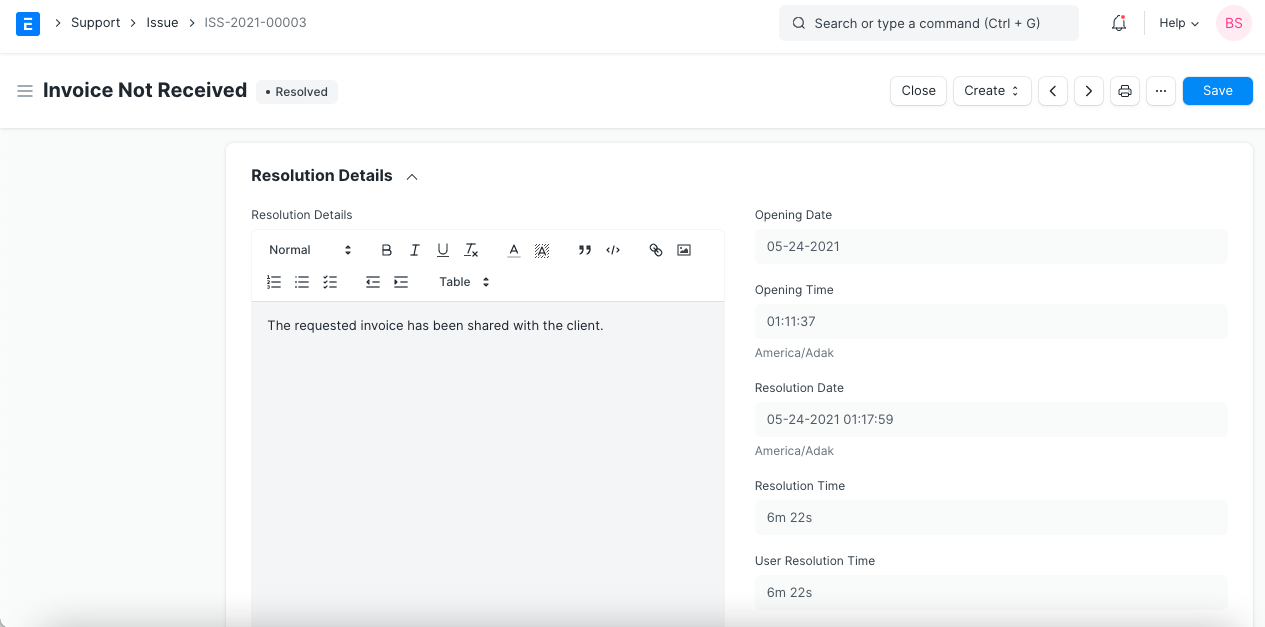 E > Support > Issue > ISS-2021-00003
Search or type a command (Ctrl + G)
Help
BS
Invoice Not Received
• Resolved
Close
Create
...
Save
Resolution Details
Resolution Details
Normal
B I U Tx A A ” </>
Table
The requested invoice has been shared with the client.
Opening Date
05-24-2021
Opening Time
01:11:37
America/Adak
Resolution Date
05-24-2021 01:17:59
America/Adak
Resolution Time
6m 22s
User Resolution Time
6m 22s